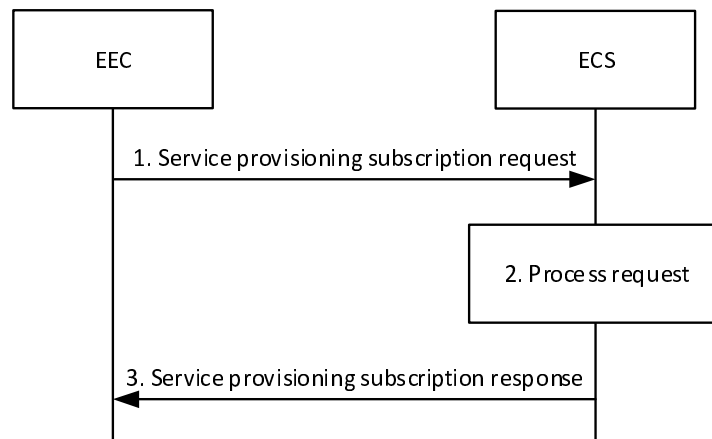 EEC
ECS
1. Service provisioning subscription request
2. Process request
3. Service provisioning subscription response